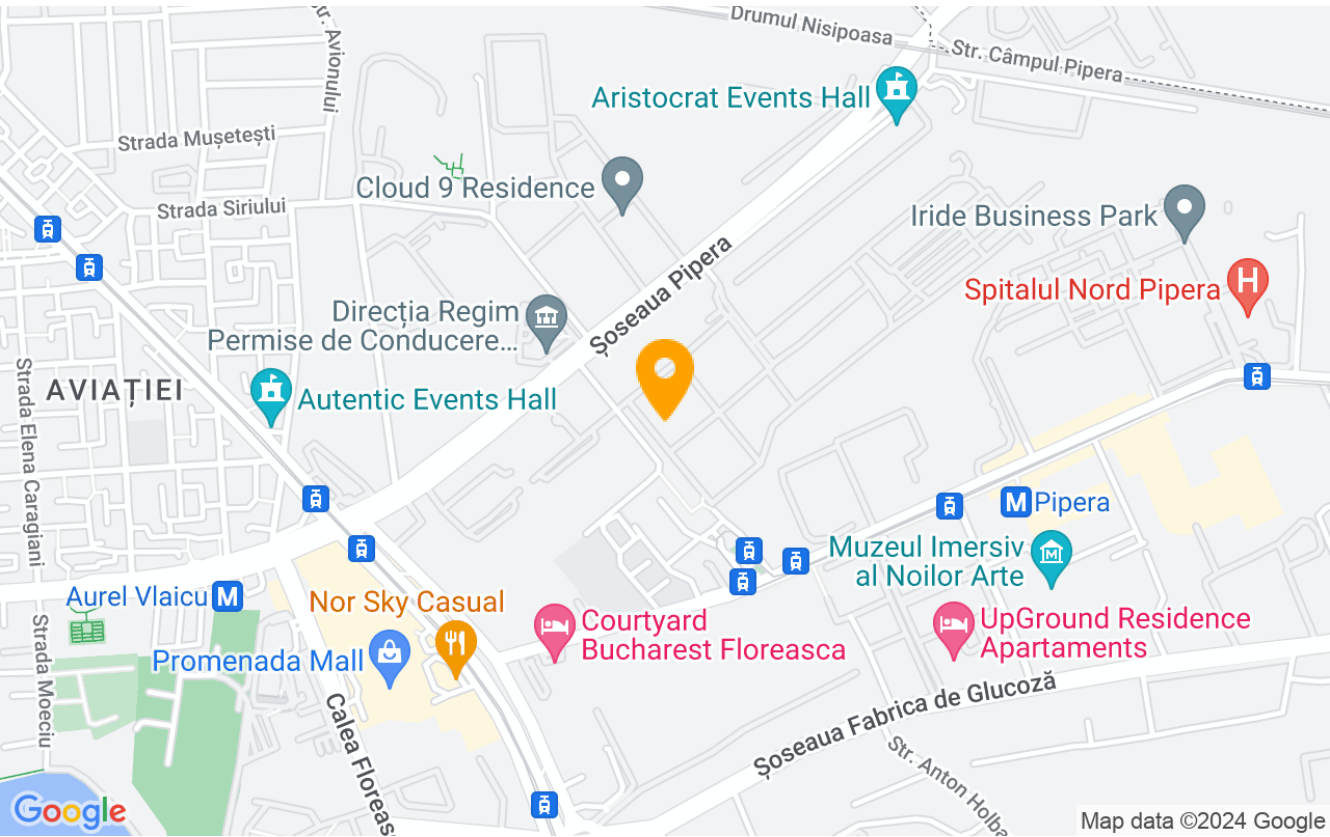 Str. Avionului
Drumul Nisipoasa
Str. Câmpul Pipera
Aristocrat Events Hall
Strada Mușetești
Cloud 9 Residence
Strada Siriului
Iride Business Park
Șoseaua Pipera
Spitalul Nord Pipera
H
Direcția Regim
Permise de Conducere...
AVIAȚIEI
Autentic Events Hall
Strada Elena Caragiani
M Pipera
Muzeul Imersiv
al Noilor Arte
M
Aurel Vlaicu M
Nor Sky Casual
Courtyard
Bucharest Floreasca
UpGround Residence
Apartaments
Promenada Mall
Strada Moeciu
Calea Floreasc
Șoseaua Fabrica de Glucoză
Str. Anton Holba
Google
Map data ©2024 Google